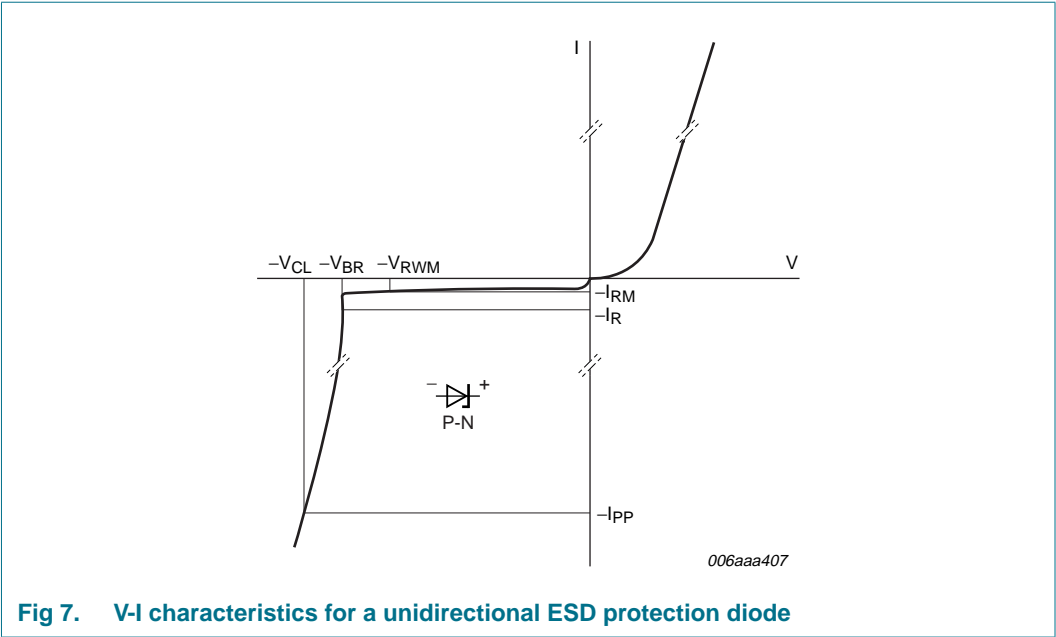 I
−VCL −VBR −VRWM V
−IRM
−IR
− +
P-N
−IPP
006aaa407
Fig 7. V-I characteristics for a unidirectional ESD protection diode